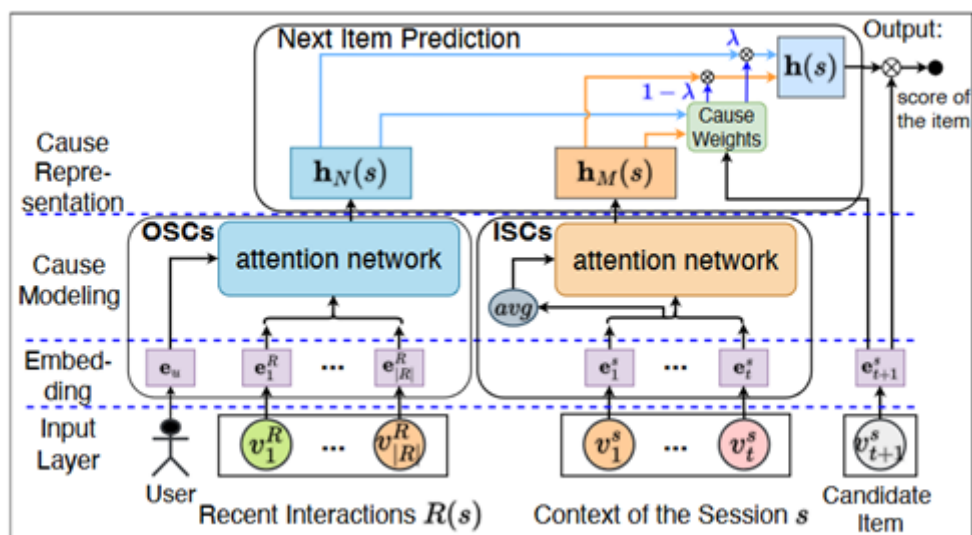 Next Item Prediction
Output:
λ
h(s)
1 − λ
Cause
Weights
score of
the item
Cause
Repre-
sentation
h_N(s)
h_M(s)
OSCs
attention network
ISCs
attention network
Cause
Modeling
avg
Embed-
ding
e_u
e_1^R
...
e_{|R|}^R
e_1^s
...
e_t^s
e_{t+1}^s
Input
Layer
v_1^R
...
v_{|R|}^R
v_1^s
...
v_t^s
v_{t+1}^s
User
Recent Interactions R(s)
Context of the Session s
Candidate
Item